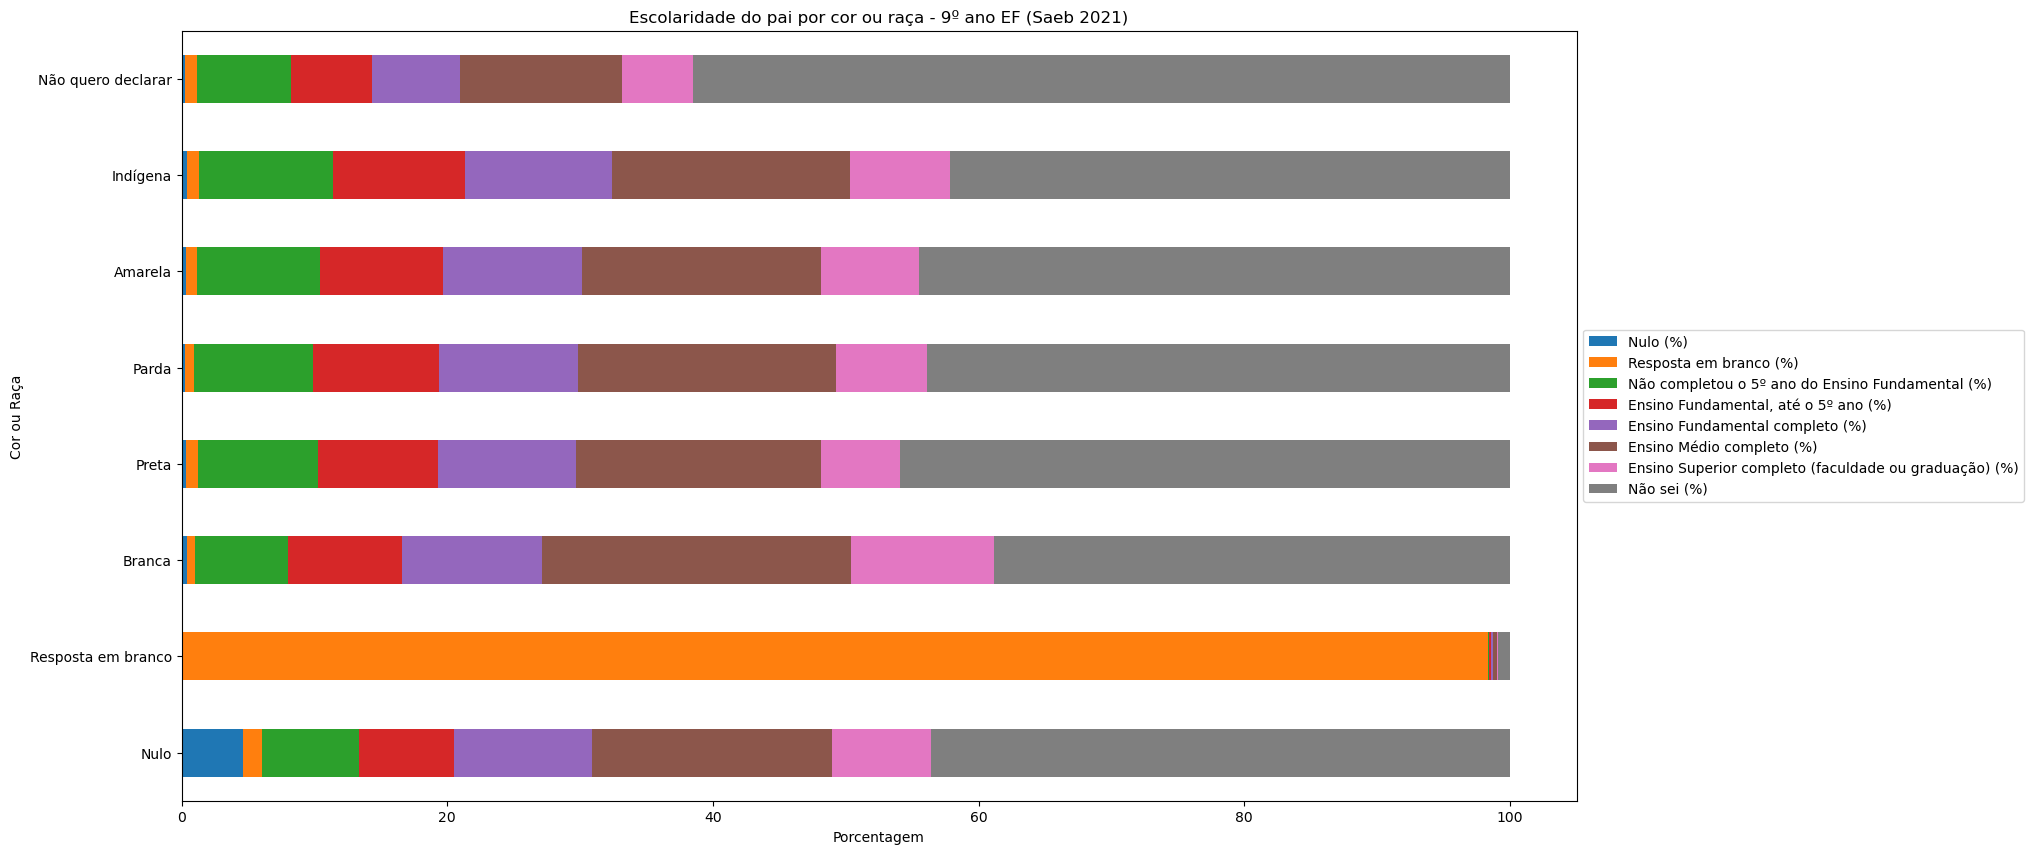 Escolaridade do pai por cor ou raça - 9º ano EF (Saeb 2021)
Cor ou Raça
Não quero declarar
Indígena
Amarela
Parda
Preta
Branca
Resposta em branco
Nulo
0 20 40 60 80 100
Porcentagem
Nulo (%)
Resposta em branco (%)
Não completou o 5º ano do Ensino Fundamental (%)
Ensino Fundamental, até o 5º ano (%)
Ensino Fundamental completo (%)
Ensino Médio completo (%)
Ensino Superior completo (faculdade ou graduação) (%)
Não sei (%)